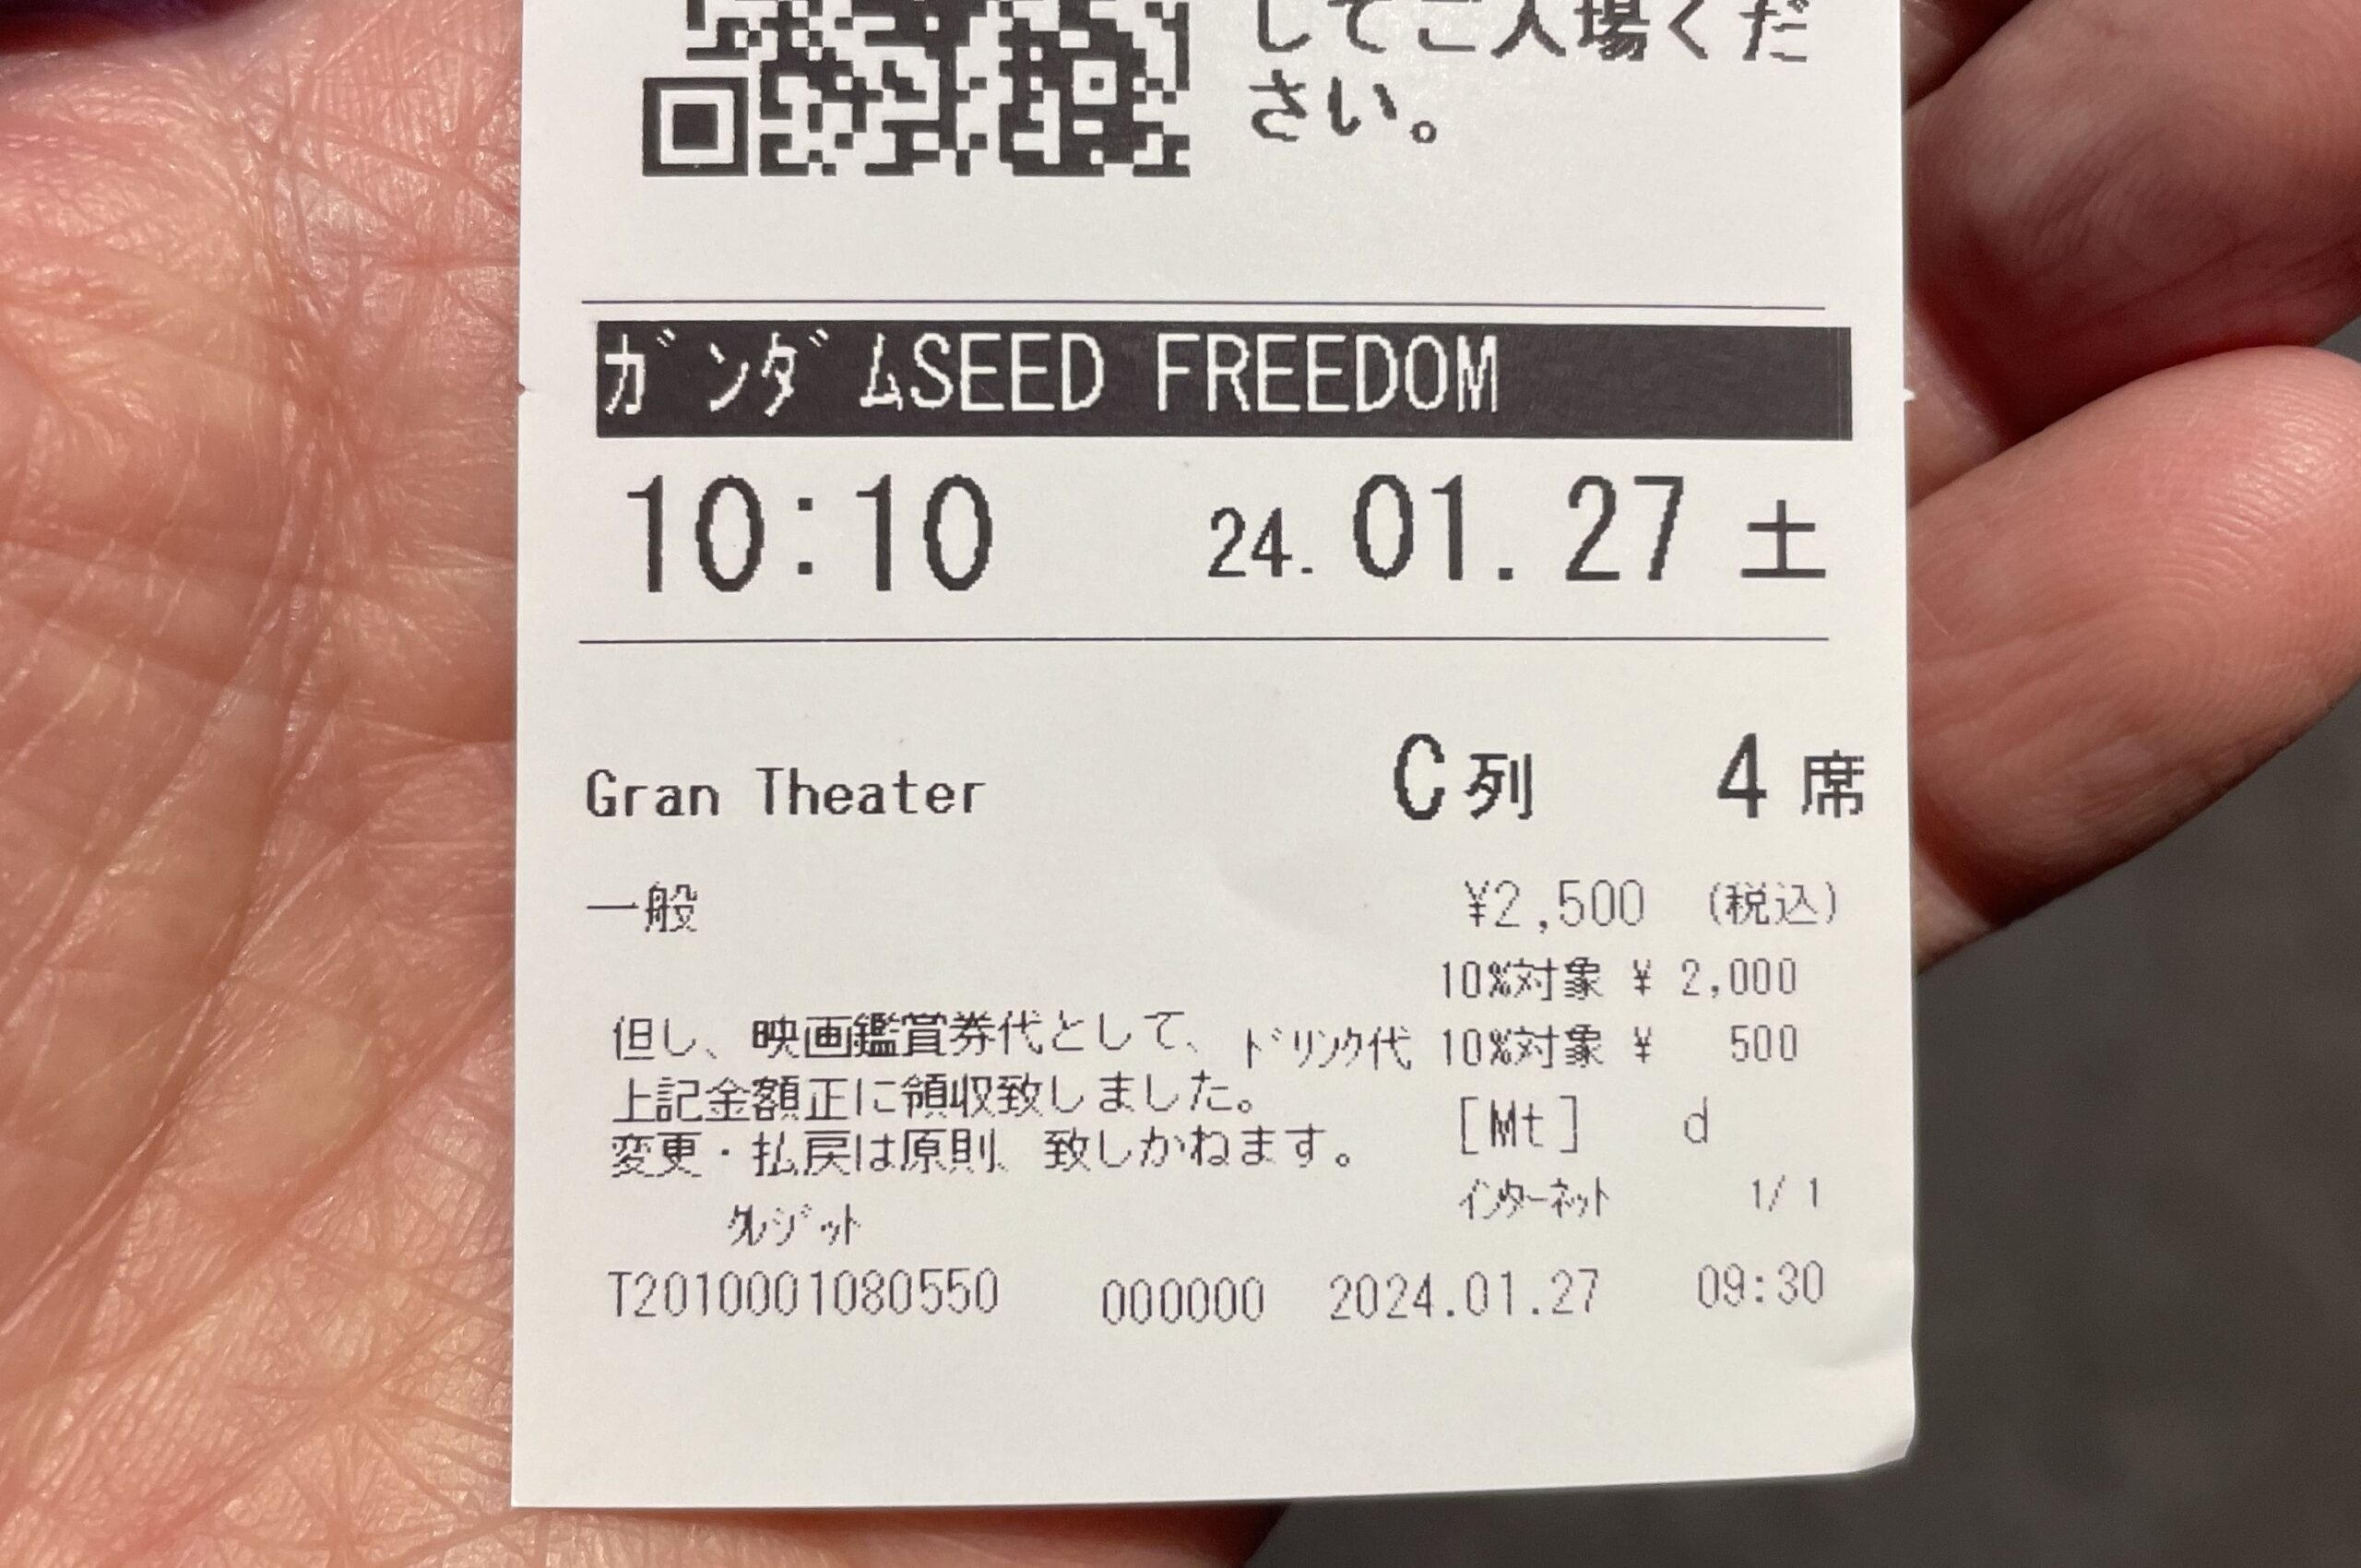 してご入場くだ
さい。
ガンダムSEED FREEDOM
10:10 24.01.27 土
Gran Theater C列 4席
一般 ¥2,500 (税込)
10%対象 ¥ 2,000
但し、映画鑑賞券代として、 ドリンク代 10%対象 ¥ 500
上記金額正に領収致しました。 [Mt] d
変更・払戻は原則、致しかねます。
クレジット インターネット 1/ 1
T2010001080550 000000 2024.01.27 09:30